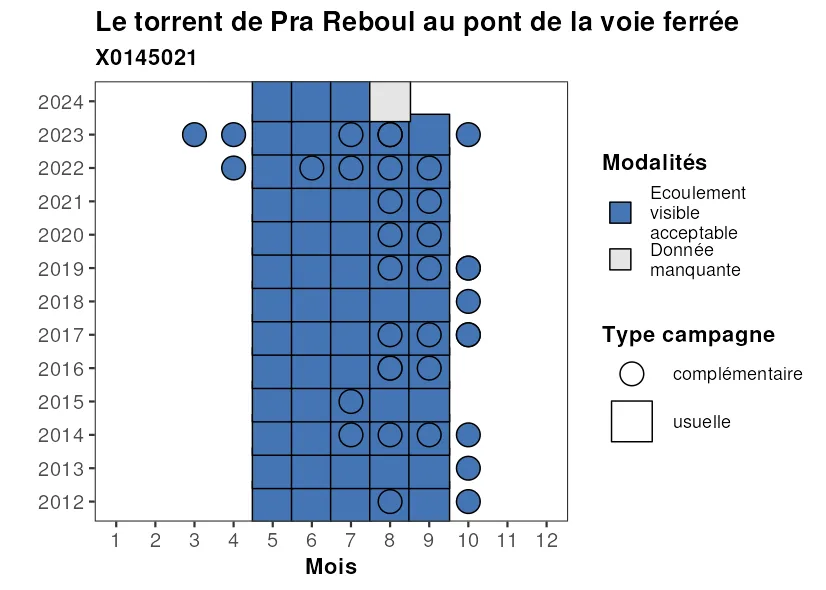 Le torrent de Pra Reboul au pont de la voie ferrée
X0145021
2024
2023
2022
2021
2020
2019
2018
2017
2016
2015
2014
2013
2012
1 2 3 4 5 6 7 8 9 10 11 12
Mois
Modalités
Ecoulement
visible
acceptable
Donnée
manquante
Type campagne
complémentaire
usuelle